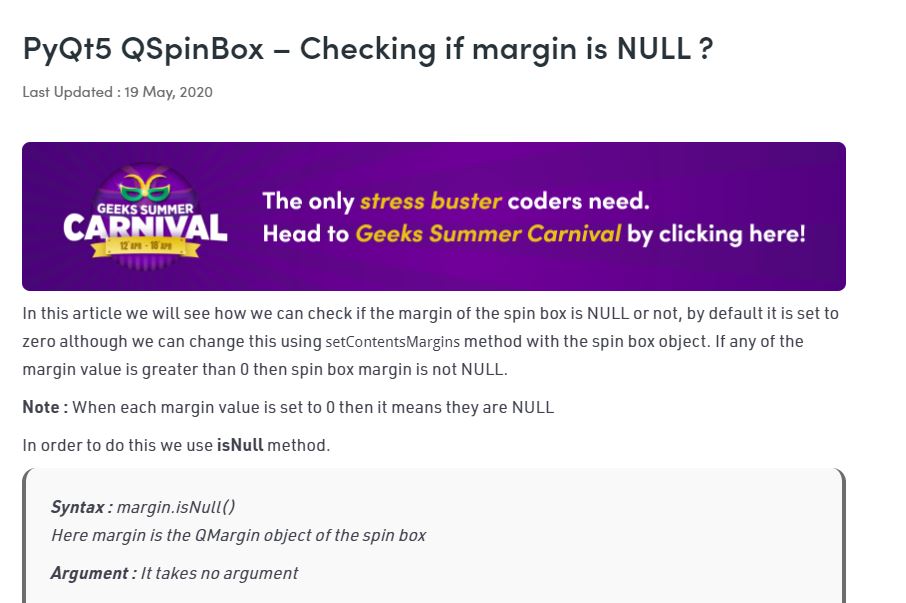 PyQt5 QSpinBox – Checking if margin is NULL ?
Last Updated : 19 May, 2020
GEEKS SUMMER
CARNIVAL
12 APR - 18 APR
The only stress buster coders need.
Head to Geeks Summer Carnival by clicking here!
In this article we will see how we can check if the margin of the spin box is NULL or not, by default it is set to
zero although we can change this using setContentsMargins method with the spin box object. If any of the
margin value is greater than 0 then spin box margin is not NULL.
Note : When each margin value is set to 0 then it means they are NULL
In order to do this we use isNull method.
Syntax : margin.isNull()
Here margin is the QMargin object of the spin box
Argument : It takes no argument